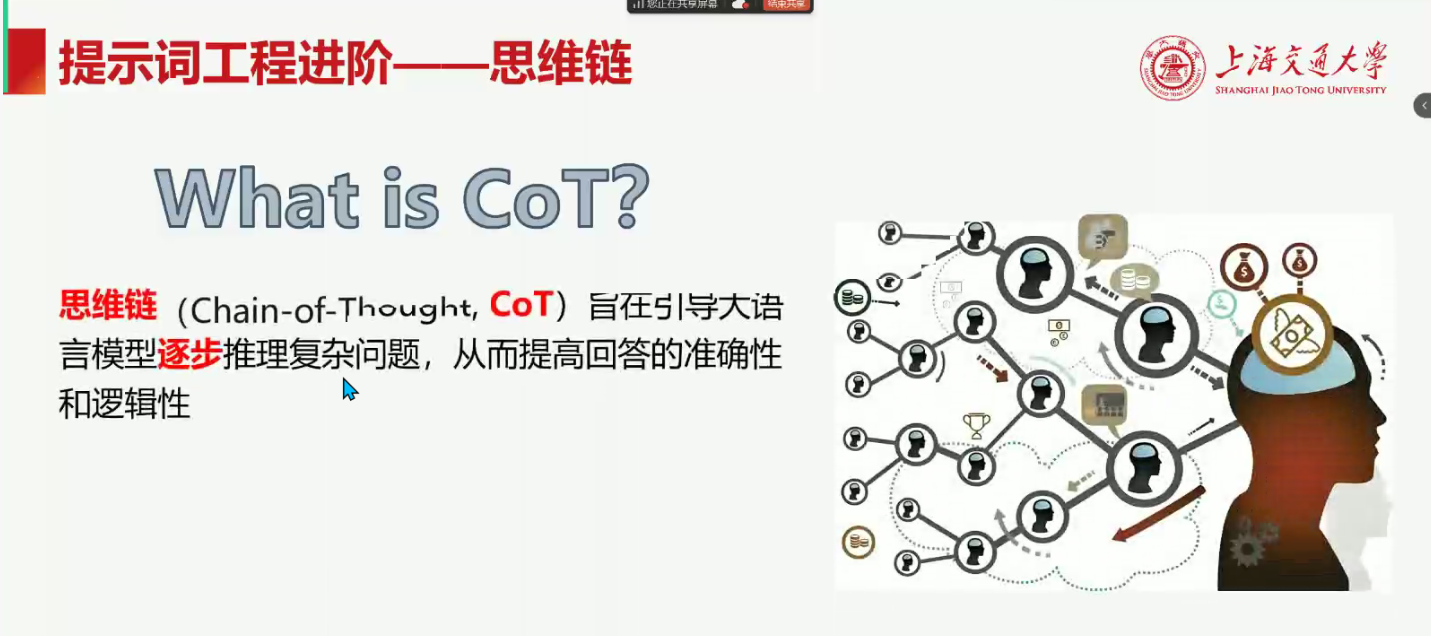 您正在共享屏幕 结束共享
提示词工程进阶——思维链
上海交通大学
SHANGHAI JIAO TONG UNIVERSITY
What is CoT?
思维链（Chain-of-Thought, CoT）旨在引导大语
言模型逐步推理复杂问题，从而提高回答的准确性
和逻辑性